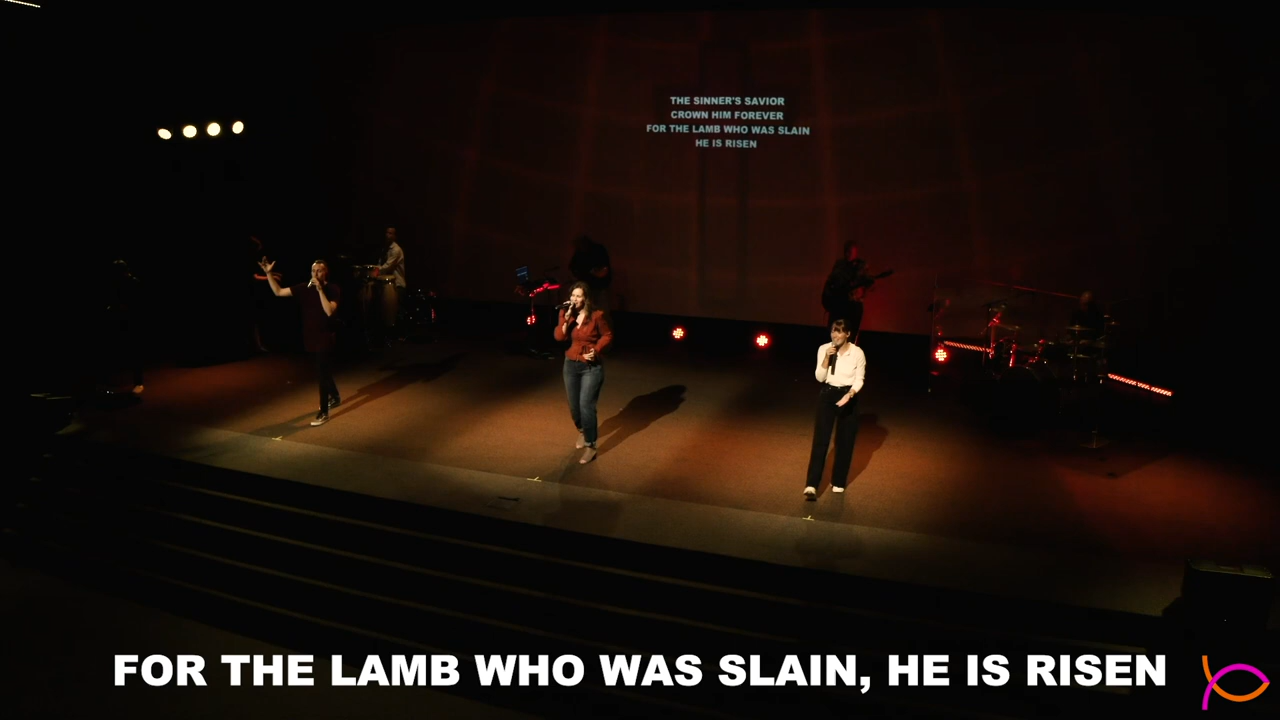 THE SINNER'S SAVIOR
CROWN HIM FOREVER
FOR THE LAMB WHO WAS SLAIN
HE IS RISEN
FOR THE LAMB WHO WAS SLAIN, HE IS RISEN